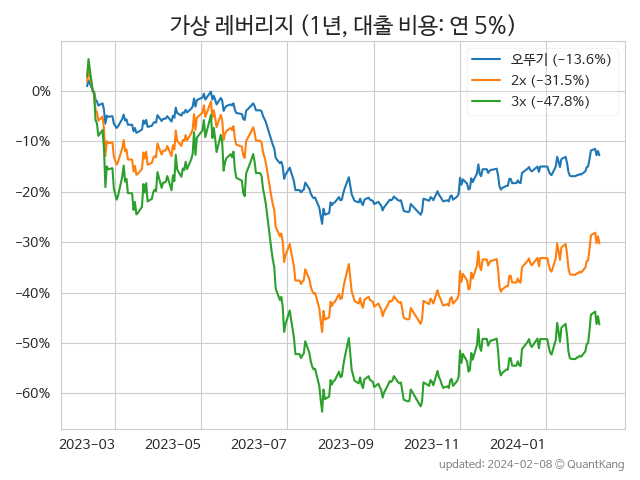 가상 레버리지 (1년, 대출 비용: 연 5%)
오뚜기 (−13.6%)
2x (−31.5%)
3x (−47.8%)
0%
−10%
−20%
−30%
−40%
−50%
−60%
2023-03 2023-05 2023-07 2023-09 2023-11 2024-01
updated: 2024-02-08 © QuantKang